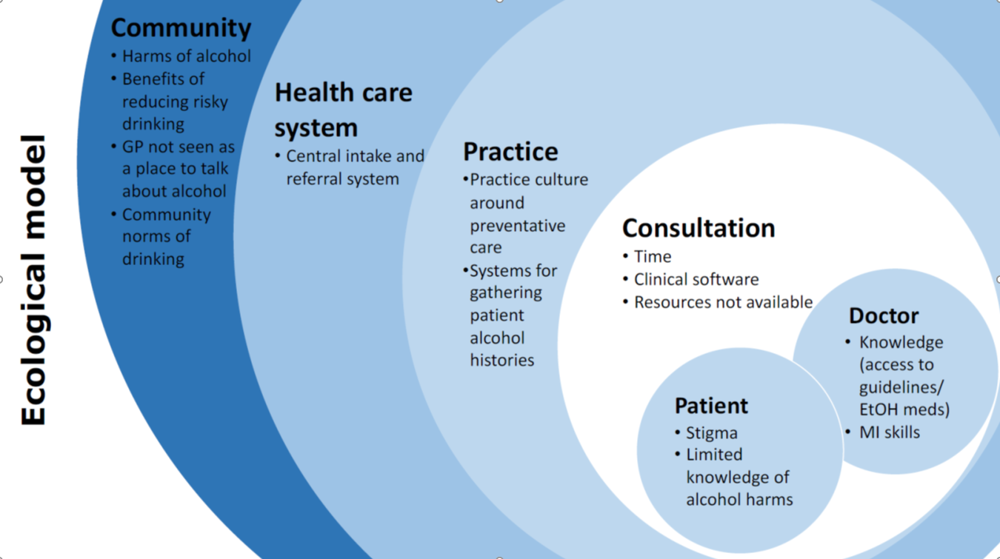 Ecological model
Community
• Harms of alcohol
• Benefits of
reducing risky
drinking
• GP not seen as
a place to talk
about alcohol
• Community
norms of
drinking
Health care
system
• Central intake and
referral system
Practice
•Practice culture
around
preventative
care
•Systems for
gathering
patient
alcohol
histories
Consultation
• Time
• Clinical software
• Resources not available
Doctor
• Knowledge
(access to
guidelines/
EtOH meds)
• MI skills
Patient
• Stigma
• Limited
knowledge of
alcohol harms